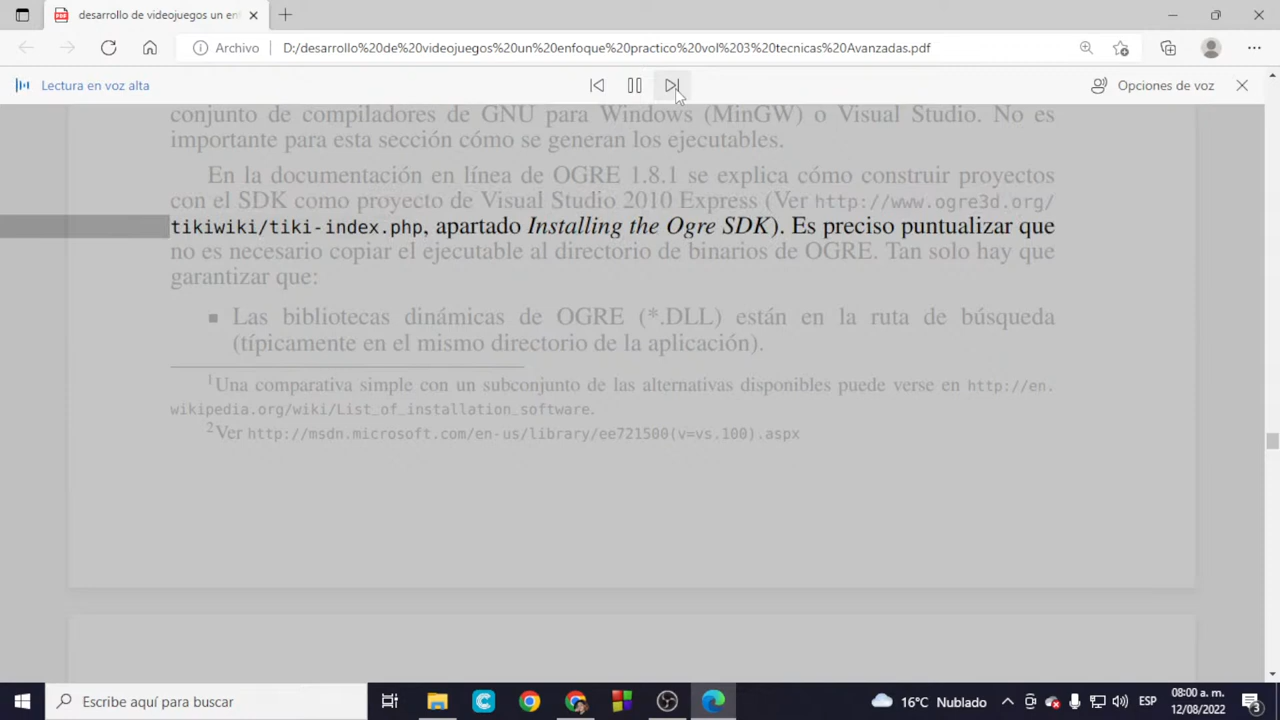 desarrollo de videojuegos un en
Archivo
D:/desarrollo%20de%20videojuegos%20un%20enfoque%20practico%20vol%203%20tecnicas%20Avanzadas.pdf
Lectura en voz alta
Opciones de voz
conjunto de compiladores de GNU para Windows (MinGW) o Visual Studio. No es
importante para esta sección cómo se generan los ejecutables.
En la documentación en línea de OGRE 1.8.1 se explica cómo construir proyectos
con el SDK como proyecto de Visual Studio 2010 Express (Ver http://www.ogre3d.org/
tikiwiki/tiki-index.php, apartado Installing the Ogre SDK). Es preciso puntualizar que
no es necesario copiar el ejecutable al directorio de binarios de OGRE. Tan solo hay que
garantizar que:
■ Las bibliotecas dinámicas de OGRE (*.DLL) están en la ruta de búsqueda
(típicamente en el mismo directorio de la aplicación).
1Una comparativa simple con un subconjunto de las alternativas disponibles puede verse en http://en.
wikipedia.org/wiki/List_of_installation_software.
2Ver http://msdn.microsoft.com/en-us/library/ee721500(v=vs.100).aspx
Escribe aquí para buscar
16°C Nublado
ESP
08:00 a. m.
12/08/2022
3